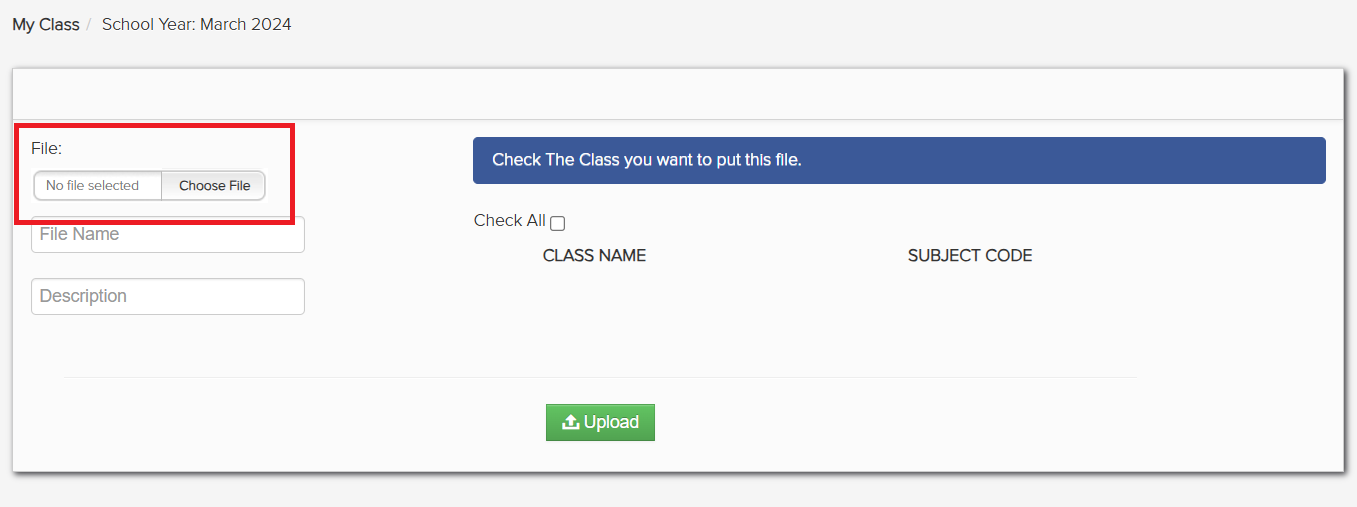 My Class / School Year: March 2024
File:
No file selected Choose File
File Name
Description
Check The Class you want to put this file.
Check All
CLASS NAME SUBJECT CODE
Upload